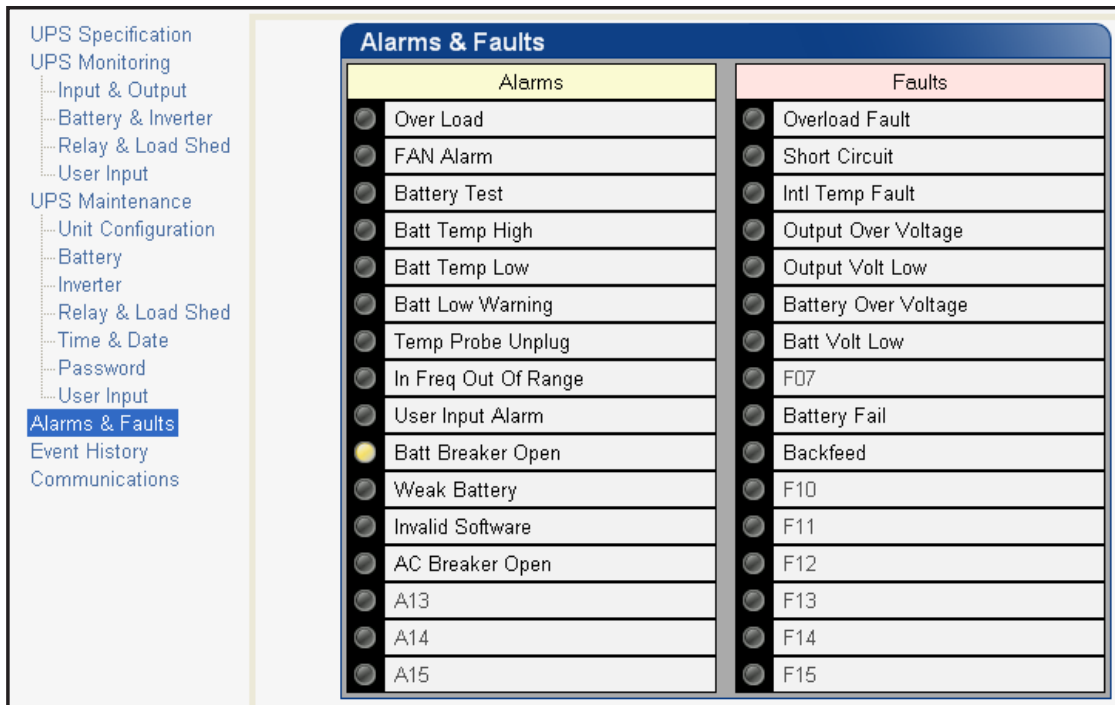 UPS Specification
UPS Monitoring
Input & Output
Battery & Inverter
Relay & Load Shed
User Input
UPS Maintenance
Unit Configuration
Battery
Inverter
Relay & Load Shed
Time & Date
Password
User Input
Alarms & Faults
Event History
Communications
Alarms & Faults
Alarms
Over Load
FAN Alarm
Battery Test
Batt Temp High
Batt Temp Low
Batt Low Warning
Temp Probe Unplug
In Freq Out Of Range
User Input Alarm
Batt Breaker Open
Weak Battery
Invalid Software
AC Breaker Open
A13
A14
A15
Faults
Overload Fault
Short Circuit
Intl Temp Fault
Output Over Voltage
Output Volt Low
Battery Over Voltage
Batt Volt Low
F07
Battery Fail
Backfeed
F10
F11
F12
F13
F14
F15